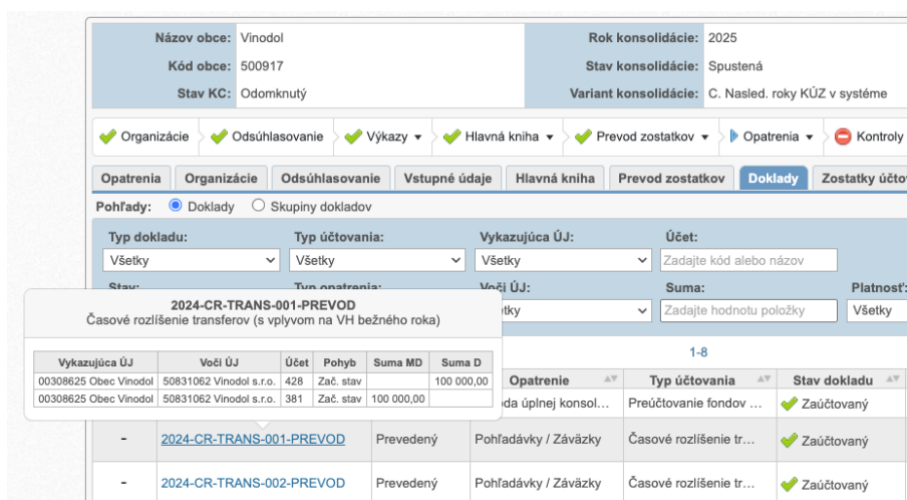 Názov obce: Vinodol Rok konsolidácie: 2025
Kód obce: 500917 Stav konsolidácie: Spustená
Stav KC: Odomknutý Variant konsolidácie: C. Nasled. roky KÚZ v systéme
Organizácie Odsúhlasovanie Výkazy Hlavná kniha Prevod zostatkov Opatrenia Kontroly
Opatrenia Organizácie Odsúhlasovanie Vstupné údaje Hlavná kniha Prevod zostatkov Doklady Zostatky účto
Pohľady: Doklady Skupiny dokladov
Typ dokladu: Typ účtovania: Vykazujúca ÚJ: Účet:
Všetky Všetky Všetky Zadajte kód alebo názov
Stav: Typ opatrenia: Voči ÚJ: Suma: Platnosť:
tky Zadajte hodnotu položky Všetky
2024-CR-TRANS-001-PREVOD
Časové rozlíšenie transferov (s vplyvom na VH bežného roka)
Vykazujúca ÚJ Voči ÚJ Účet Pohyb Suma MD Suma D
00308625 Obec Vinodol 50831062 Vinodol s.r.o. 428 Zač. stav 100 000,00
00308625 Obec Vinodol 50831062 Vinodol s.r.o. 381 Zač. stav 100 000,00
1-8
Opatrenie Typ účtovania Stav dokladu
da úplnej konsol... Preúčtovanie fondov ... Zaúčtovaný
- 2024-CR-TRANS-001-PREVOD Prevedený Pohľadávky / Záväzky Časové rozlíšenie tr... Zaúčtovaný
- 2024-CR-TRANS-002-PREVOD Prevedený Pohľadávky / Záväzky Časové rozlíšenie tr... Zaúčtovaný